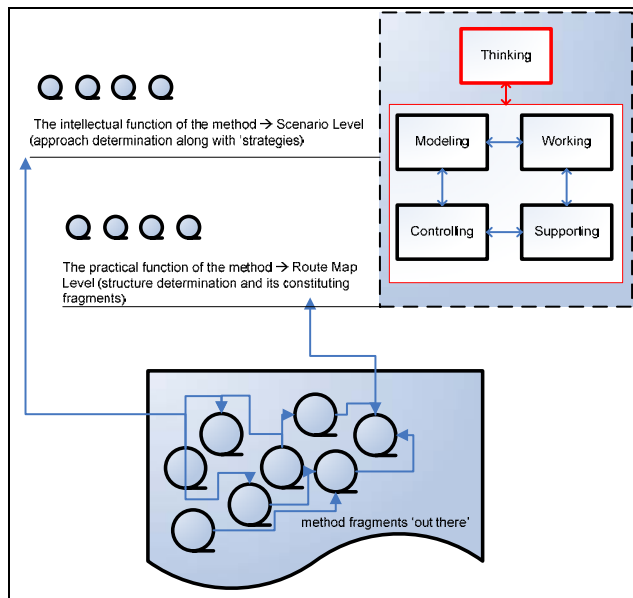 Thinking
Modeling
Working
Controlling
Supporting
The intellectual function of the method → Scenario Level
(approach determination along with 'strategies)
The practical function of the method → Route Map
Level (structure determination and its constituting
fragments)
method fragments 'out there'